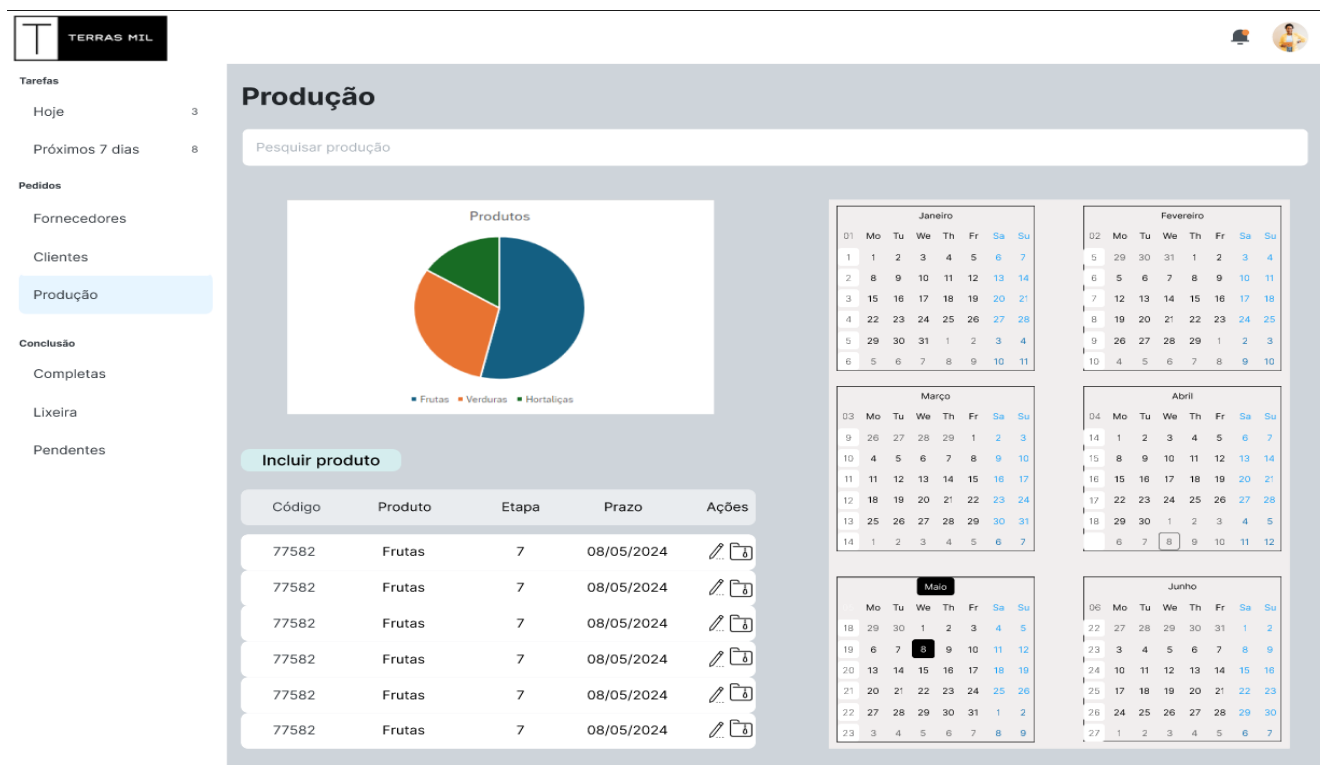 T TERRAS MIL
Tarefas
Hoje 3
Próximos 7 dias 8
Pedidos
Fornecedores
Clientes
Produção
Conclusão
Completas
Lixeira
Pendentes
Produção
Pesquisar produção
Produtos
Frutas Verduras Hortaliças
Incluir produto
Código Produto Etapa Prazo Ações
77582 Frutas 7 08/05/2024
77582 Frutas 7 08/05/2024
77582 Frutas 7 08/05/2024
77582 Frutas 7 08/05/2024
77582 Frutas 7 08/05/2024
77582 Frutas 7 08/05/2024
Janeiro
01 Mo Tu We Th Fr Sa Su
1 1 2 3 4 5 6 7
2 8 9 10 11 12 13 14
3 15 16 17 18 19 20 21
4 22 23 24 25 26 27 28
5 29 30 31 1 2 3 4
6 5 6 7 8 9 10 11
Fevereiro
02 Mo Tu We Th Fr Sa Su
5 29 30 31 1 2 3 4
6 5 6 7 8 9 10 11
7 12 13 14 15 16 17 18
8 19 20 21 22 23 24 25
9 26 27 28 29 1 2 3
10 4 5 6 7 8 9 10
Março
03 Mo Tu We Th Fr Sa Su
9 26 27 28 29 1 2 3
10 4 5 6 7 8 9 10
11 11 12 13 14 15 16 17
12 18 19 20 21 22 23 24
13 25 26 27 28 29 30 31
14 1 2 3 4 5 6 7
Abril
04 Mo Tu We Th Fr Sa Su
14 1 2 3 4 5 6 7
15 8 9 10 11 12 13 14
16 15 16 17 18 19 20 21
17 22 23 24 25 26 27 28
18 29 30 1 2 3 4 5
6 7 8 9 10 11 12
Maio
Mo Tu We Th Fr Sa Su
18 29 30 1 2 3 4 5
19 6 7 8 9 10 11 12
20 13 14 15 16 17 18 19
21 20 21 22 23 24 25 26
22 27 28 29 30 31 1 2
23 3 4 5 6 7 8 9
Junho
06 Mo Tu We Th Fr Sa Su
22 27 28 29 30 31 1 2
23 3 4 5 6 7 8 9
24 10 11 12 13 14 15 16
25 17 18 19 20 21 22 23
26 24 25 26 27 28 29 30
27 1 2 3 4 5 6 7